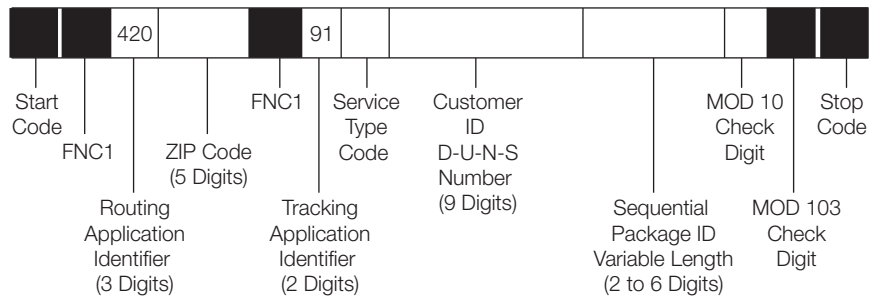 420
91
Start
Code
FNC1
Routing
Application
Identifier
(3 Digits)
ZIP Code
(5 Digits)
FNC1
Tracking
Application
Identifier
(2 Digits)
Service
Type
Code
Customer
ID
D-U-N-S
Number
(9 Digits)
Sequential
Package ID
Variable Length
(2 to 6 Digits)
MOD 10
Check
Digit
MOD 103
Check
Digit
Stop
Code